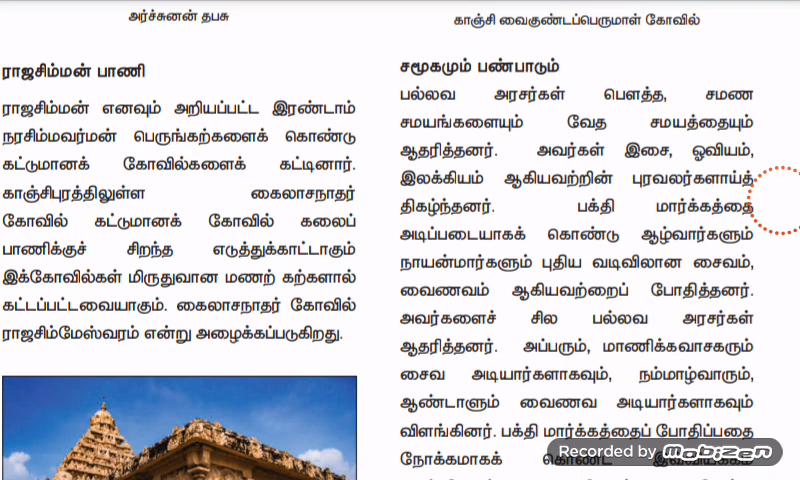 அர்ச்சுனன் தபசு
ராஜசிம்மன் பாணி
ராஜசிம்மன் எனவும் அறியப்பட்ட இரண்டாம்
நரசிம்மவர்மன் பெருங்கற்களைக் கொண்டு
கட்டுமானக் கோவில்களைக் கட்டினார்.
காஞ்சிபுரத்திலுள்ள கைலாசநாதர்
கோவில் கட்டுமானக் கோவில் கலைப்
பாணிக்குச் சிறந்த எடுத்துக்காட்டாகும்
இக்கோவில்கள் மிருதுவான மணற் கற்களால்
கட்டப்பட்டவையாகும். கைலாசநாதர் கோவில்
ராஜசிம்மேஸ்வரம் என்று அழைக்கப்படுகிறது.
காஞ்சி வைகுண்டப்பெருமாள் கோவில்
சமூகமும் பண்பாடும்
பல்லவ அரசர்கள் பௌத்த, சமண
சமயங்களையும் வேத சமயத்தையும்
ஆதரித்தனர். அவர்கள் இசை, ஓவியம்,
இலக்கியம் ஆகியவற்றின் புரவலர்களாய்த்
திகழ்ந்தனர். பக்தி மார்க்கத்தை
அடிப்படையாகக் கொண்டு ஆழ்வார்களும்
நாயன்மார்களும் புதிய வடிவிலான சைவம்,
வைணவம் ஆகியவற்றைப் போதித்தனர்.
அவர்களைச் சில பல்லவ அரசர்கள்
ஆதரித்தனர். அப்பரும், மாணிக்கவாசகரும்
சைவ அடியார்களாகவும், நம்மாழ்வாரும்,
ஆண்டாளும் வைணவ அடியார்களாகவும்
விளங்கினர். பக்தி மார்க்கத்தைப் போதிப்பதை
நோக்கமாகக் கொண்ட
Recorded by mobizen